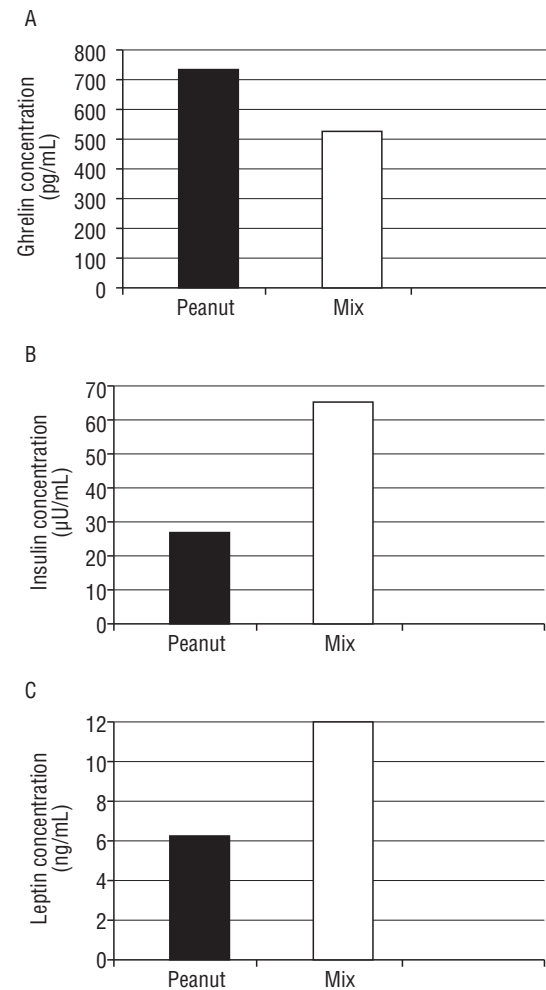 A
Ghrelin concentration
(pg/mL)
800
700
600
500
400
300
200
100
0
Peanut Mix
B
Insulin concentration
(µU/mL)
70
60
50
40
30
20
10
0
Peanut Mix
C
Leptin concentration
(ng/mL)
12
10
8
6
4
2
0
Peanut Mix